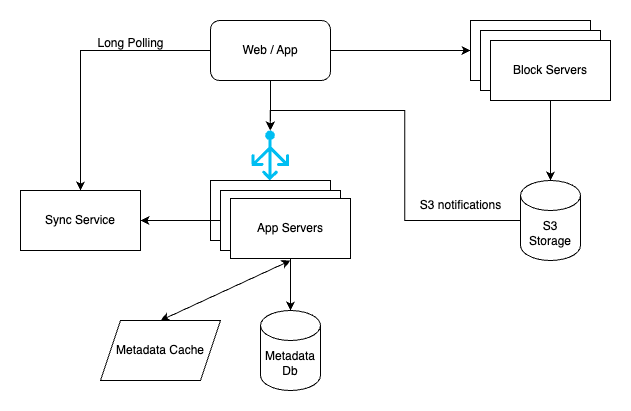 Long Polling
Web / App
Block Servers
Sync Service
App Servers
S3 notifications
S3
Storage
Metadata Cache
Metadata
Db